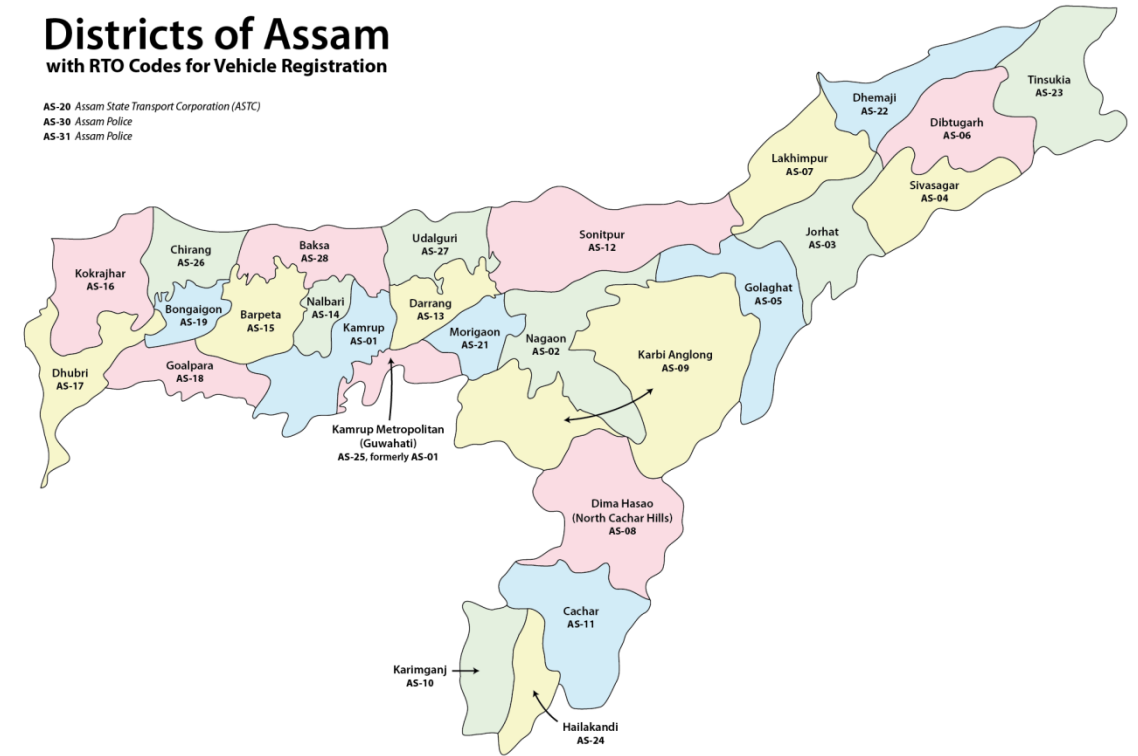 Districts of Assam
with RTO Codes for Vehicle Registration
AS-20 Assam State Transport Corporation (ASTC)
AS-30 Assam Police
AS-31 Assam Police
Tinsukia
AS-23
Dhemaji
AS-22
Dibtugarh
AS-06
Lakhimpur
AS-07
Sivasagar
AS-04
Jorhat
AS-03
Sonitpur
AS-12
Udalguri
AS-27
Baksa
AS-28
Chirang
AS-26
Kokrajhar
AS-16
Golaghat
AS-05
Bongaigon
AS-19
Barpeta
AS-15
Nalbari
AS-14
Kamrup
AS-01
Darrang
AS-13
Morigaon
AS-21
Nagaon
AS-02
Karbi Anglong
AS-09
Dhubri
AS-17
Goalpara
AS-18
Kamrup Metropolitan
(Guwahati)
AS-25, formerly AS-01
Dima Hasao
(North Cachar Hills)
AS-08
Cachar
AS-11
Karimganj
AS-10
Hailakandi
AS-24